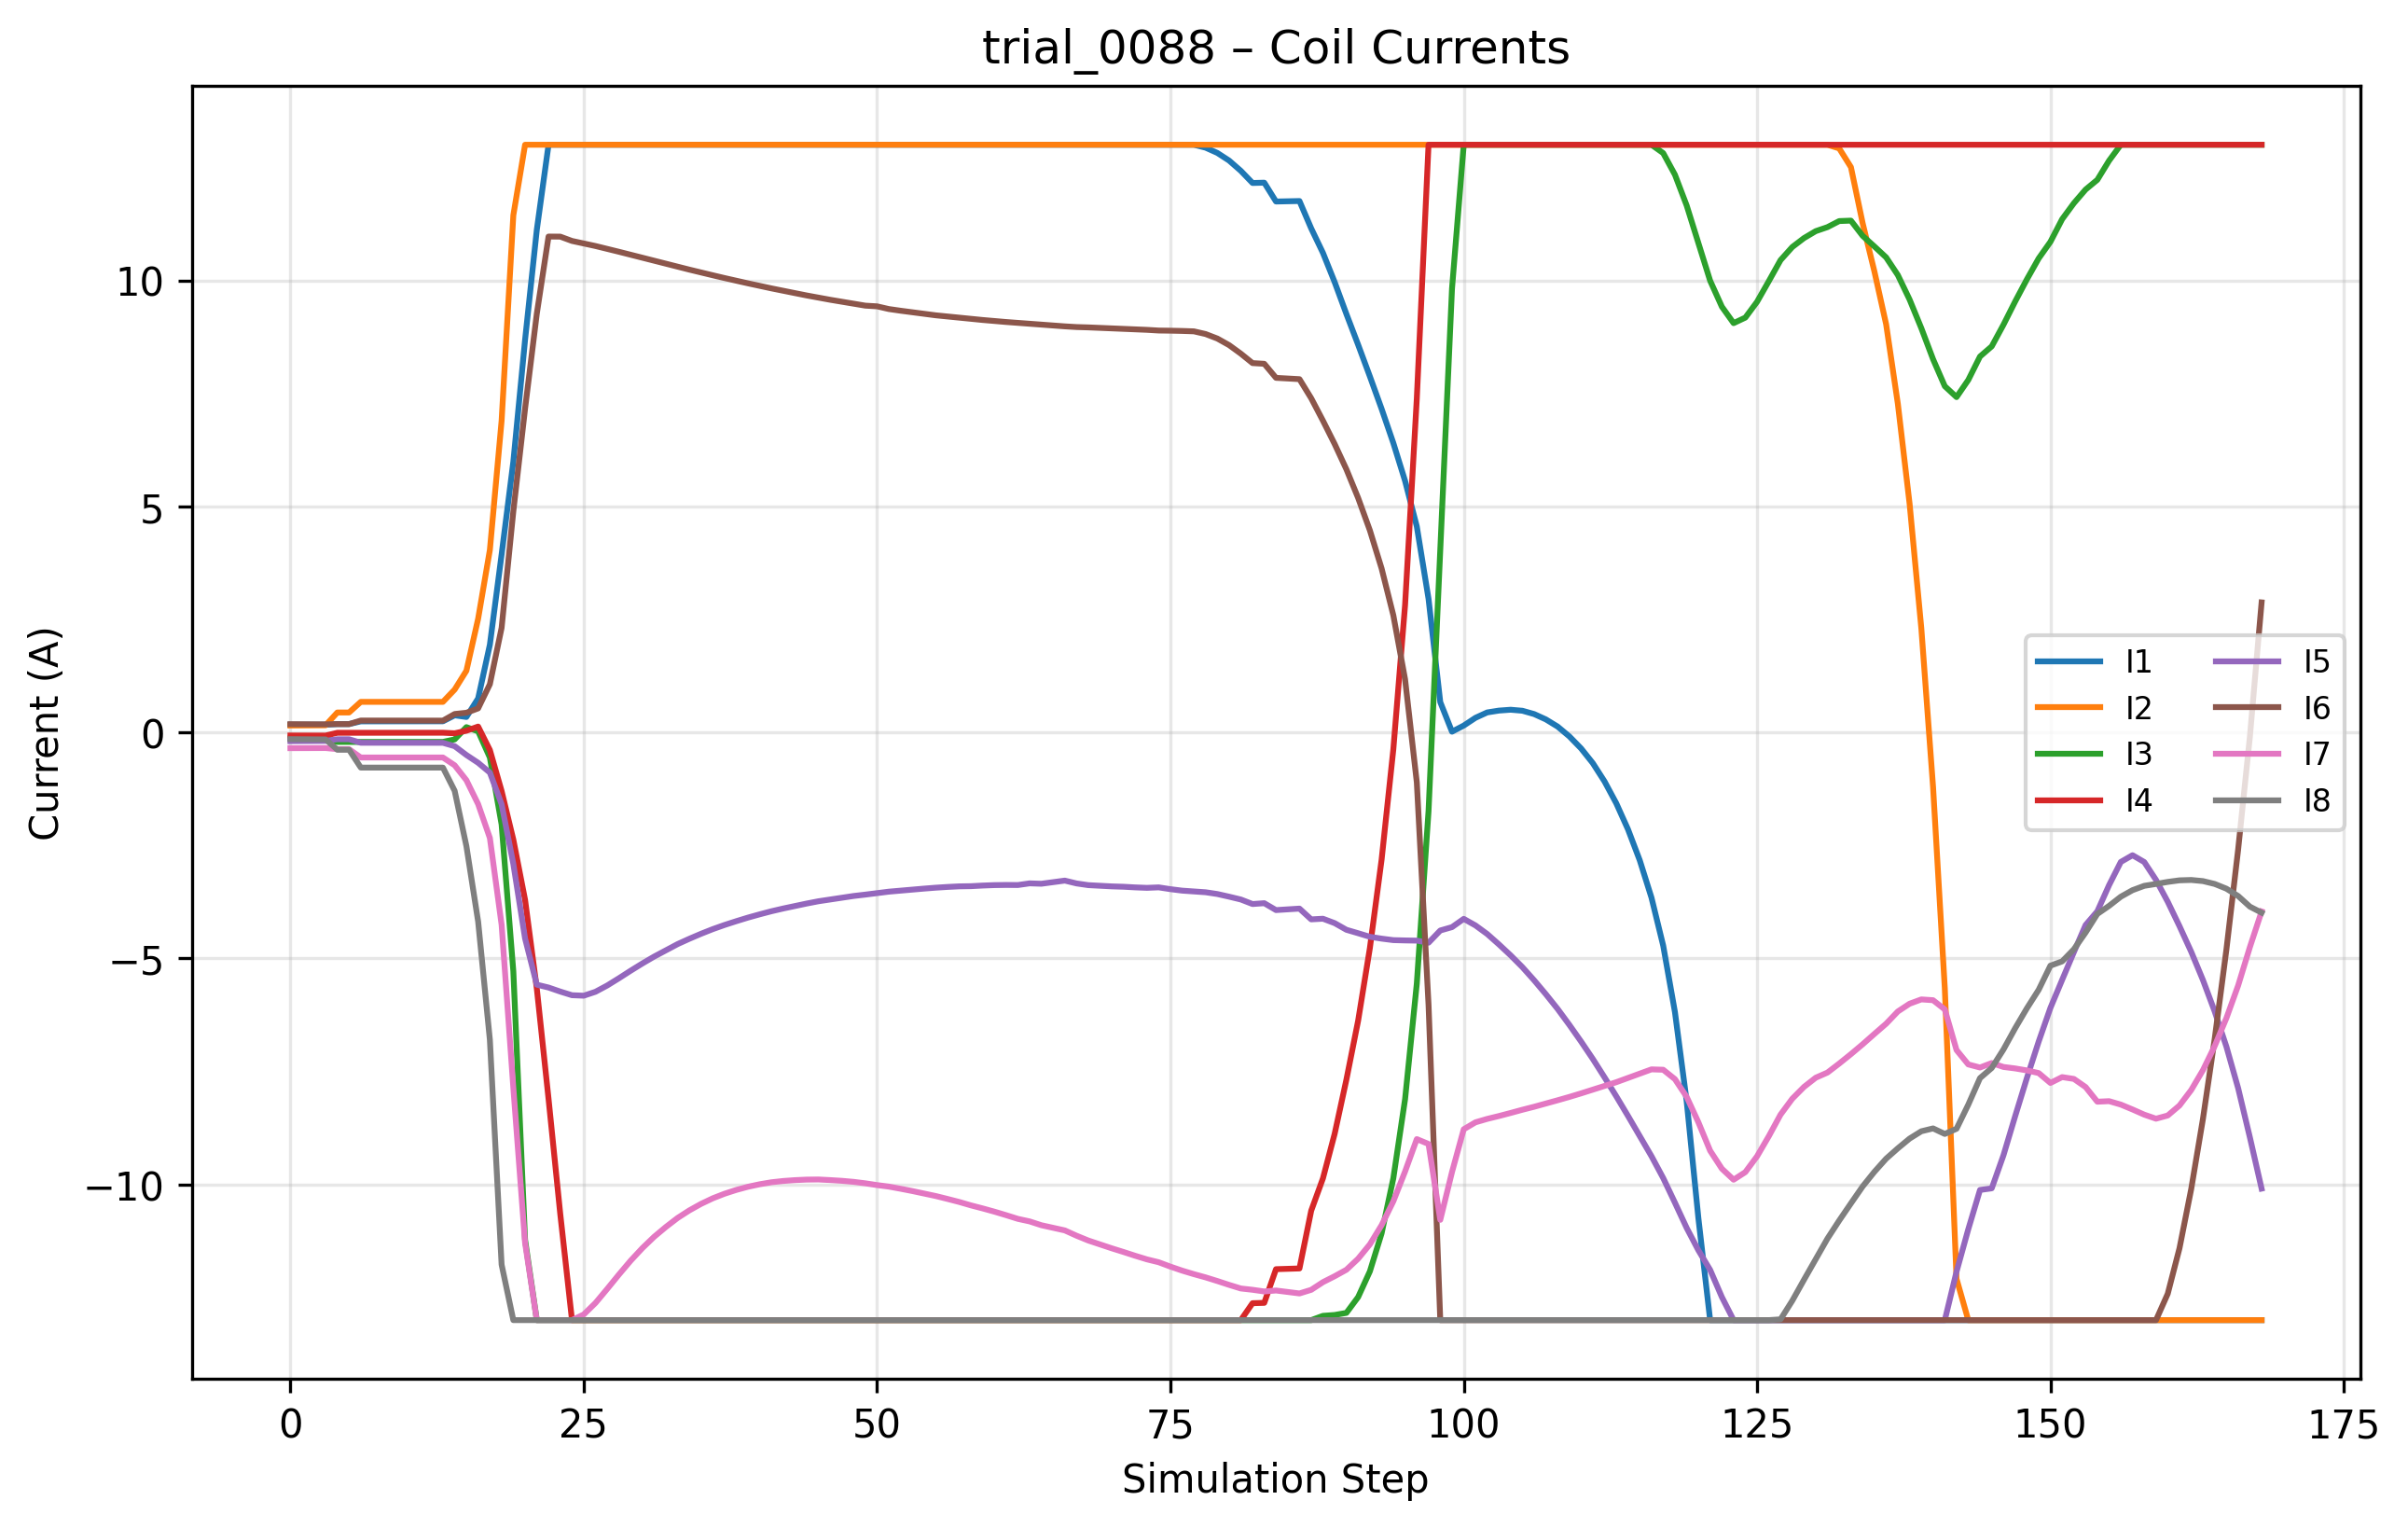 trial_0088 – Coil Currents
Current (A)
10
5
0
−5
−10
I1
I2
I3
I4
I5
I6
I7
I8
0
25
50
75
100
125
150
175
Simulation Step